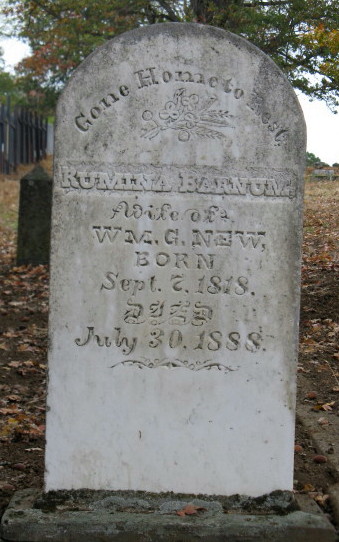 Gone Home to Rest.
RUMINA BARNUM,
Wife of
WM. G. NEW,
BORN
Sept. 7, 1818.
DIED
July 30, 1888.